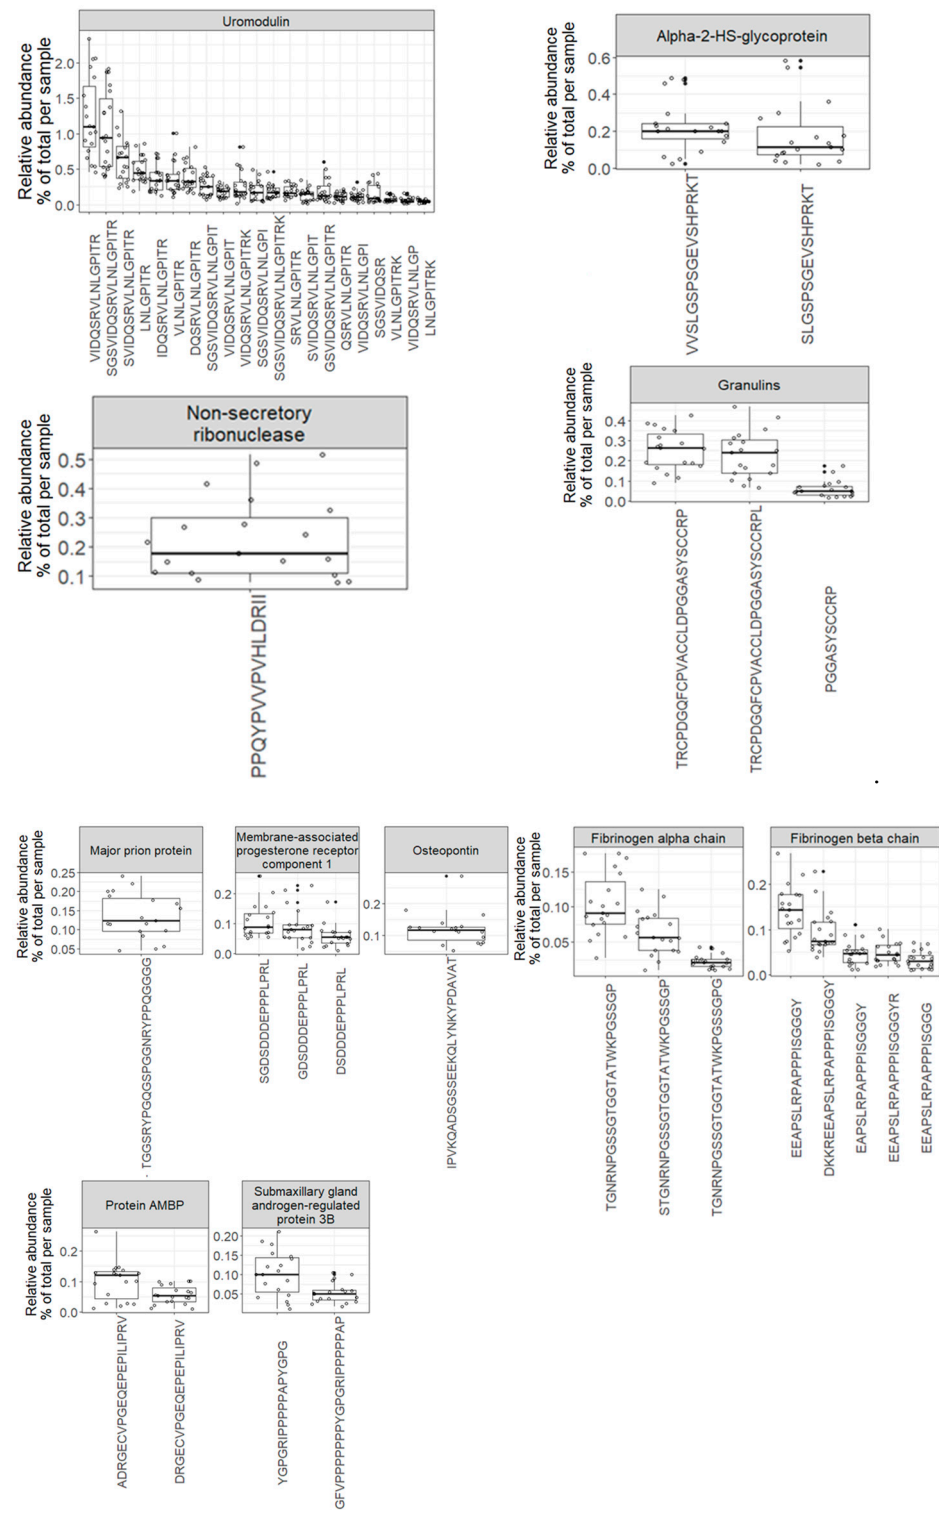 Uromodulin
Relative abundance
% of total per sample
2.0
1.5
1.0
0.5
0.0
VIDQSRVLNLGPITR
SGSVIDQSRVLNLGPITR
SVIDQSRVLNLGPITR
LNLGPITR
IDQSRVLNLGPITR
VLNLGPITR
DQSRVLNLGPITR
SGSVIDQSRVLNLGPIT
VIDQSRVLNLGPIT
VIDQSRVLNLGPITRK
SGSVIDQSRVLNLGPI
SGSVIDQSRVLNLGPITRK
SRVLNLGPITR
SVIDQSRVLNLGPIT
GSVIDQSRVLNLGPITR
QSRVLNLGPITR
VIDQSRVLNLGPI
SGSVIDQSR
VLNLGPITRK
VIDQSRVLNLGP
LNLGPITRK
Alpha-2-HS-glycoprotein
Relative abundance
% of total per sample
0.6
0.4
0.2
0.0
VVSLGSPSGEVSHPRKT
SLGSPSGEVSHPRKT
Non-secretory
ribonuclease
Relative abundance
% of total per sample
0.5
0.4
0.3
0.2
0.1
PPQYPVVPVHLDRII
Granulins
Relative abundance
% of total per sample
0.4
0.3
0.2
0.1
0.0
TRCPDGQFCPVACCLDPGGASYSCCRP
TRCPDGQFCPVACCLDPGGASYSCCRPL
PGGASYSCCRP
Major prion protein
Relative abundance
% of total per sample
0.25
0.20
0.15
0.10
0.05
TGGSRYPGQGSPGGNRYPPQGGGG
Membrane-associated
progesterone receptor
component 1
0.2
0.1
0.0
SGDSDDDEPPPLPRL
GDSDDDEPPPLPRL
DSDDDEPPPLPRL
Osteopontin
0.2
0.1
IPVKQADSGSSEEKQLYNKYPDAVAT
Fibrinogen alpha chain
Relative abundance
% of total per sample
0.15
0.10
0.05
TGNRNPGSSGTGGTATWKPGSSGP
STGNRNPGSSGTGGTATWKPGSSGP
TGNRNPGSSGTGGTATWKPGSSGPG
Fibrinogen beta chain
0.2
0.1
0.0
EEAPSLRPAPPPISGGGY
DKKREEAPSLRPAPPPISGGGY
EAPSLRPAPPPISGGGY
EEAPSLRPAPPPISGGGYR
EEAPSLRPAPPPISGGG
Protein AMBP
Relative abundance
% of total per sample
0.2
0.1
0.0
ADRGECVPGEQEPEPILIPRV
DRGECVPGEQEPEPILIPRV
Submaxillary gland
androgen-regulated
protein 3B
0.20
0.15
0.10
0.05
YGPGRIPPPPPAPYGPG
GFVPPPPPPPYGPGRIPPPPPAP